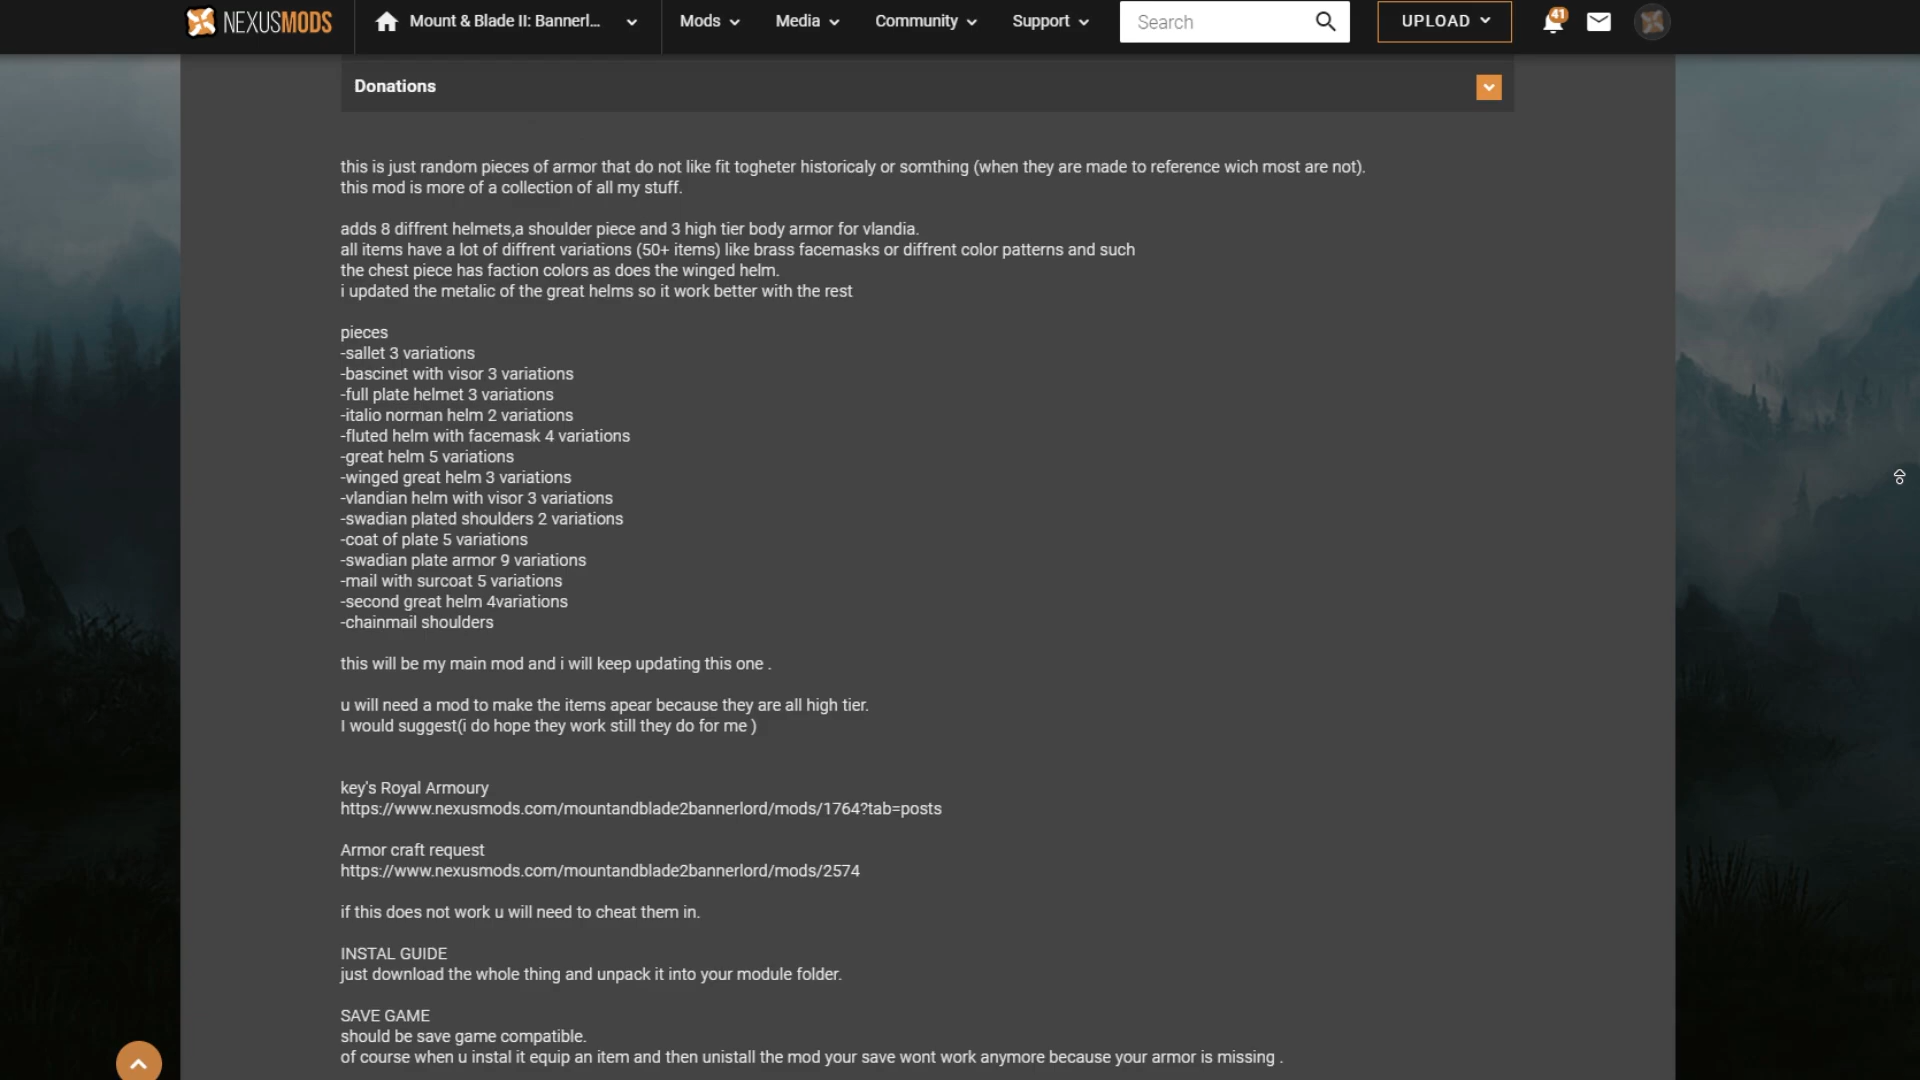 NEXUSMODS
Mount & Blade II: Bannerl...
Mods
Media
Community
Support
Search
UPLOAD
41
Donations
this is just random pieces of armor that do not like fit togheter historicaly or somthing (when they are made to reference wich most are not).
this mod is more of a collection of all my stuff.
adds 8 diffrent helmets,a shoulder piece and 3 high tier body armor for vlandia.
all items have a lot of diffrent variations (50+ items) like brass facemasks or diffrent color patterns and such
the chest piece has faction colors as does the winged helm.
i updated the metalic of the great helms so it work better with the rest
pieces
-sallet 3 variations
-bascinet with visor 3 variations
-full plate helmet 3 variations
-italio norman helm 2 variations
-fluted helm with facemask 4 variations
-great helm 5 variations
-winged great helm 3 variations
-vlandian helm with visor 3 variations
-swadian plated shoulders 2 variations
-coat of plate 5 variations
-swadian plate armor 9 variations
-mail with surcoat 5 variations
-second great helm 4variations
-chainmail shoulders
this will be my main mod and i will keep updating this one .
u will need a mod to make the items apear because they are all high tier.
I would suggest(i do hope they work still they do for me )
key's Royal Armoury
https://www.nexusmods.com/mountandblade2bannerlord/mods/1764?tab=posts
Armor craft request
https://www.nexusmods.com/mountandblade2bannerlord/mods/2574
if this does not work u will need to cheat them in.
INSTAL GUIDE
just download the whole thing and unpack it into your module folder.
SAVE GAME
should be save game compatible.
of course when u instal it equip an item and then unistall the mod your save wont work anymore because your armor is missing .